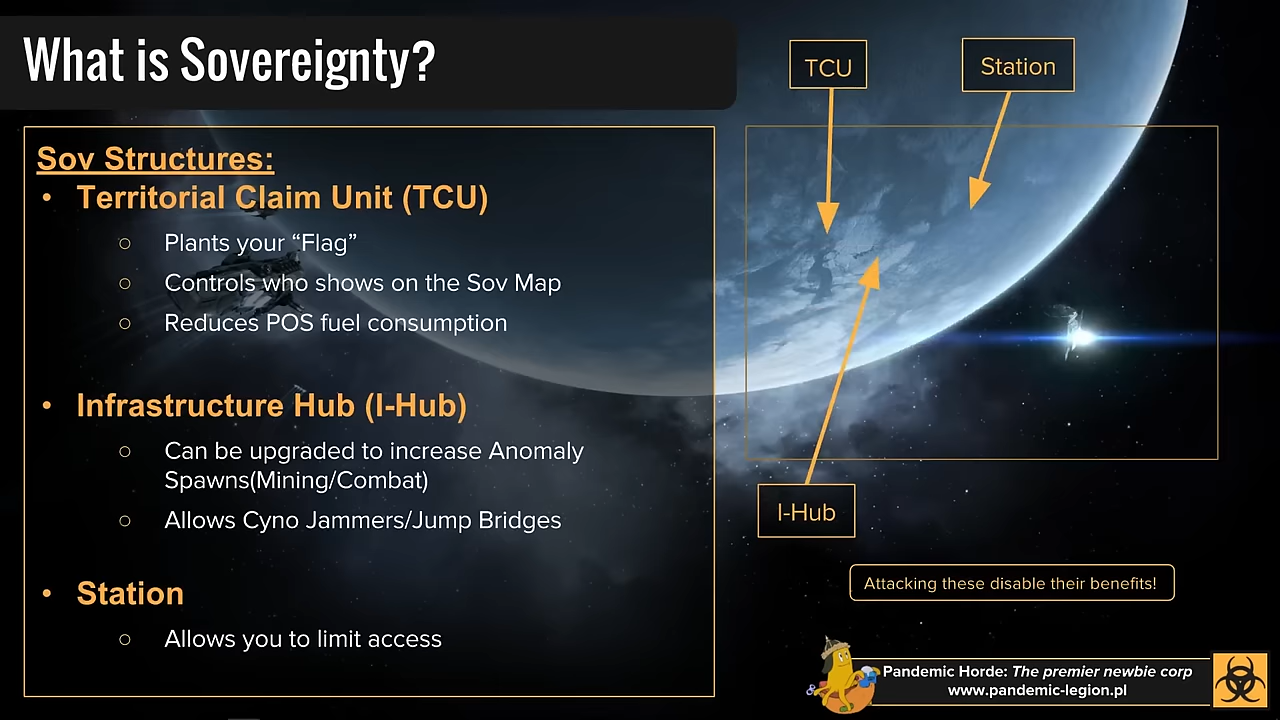 What is Sovereignty?
TCU
Station
Sov Structures:
• Territorial Claim Unit (TCU)
○ Plants your “Flag”
○ Controls who shows on the Sov Map
○ Reduces POS fuel consumption
• Infrastructure Hub (I-Hub)
○ Can be upgraded to increase Anomaly
Spawns(Mining/Combat)
○ Allows Cyno Jammers/Jump Bridges
• Station
○ Allows you to limit access
I-Hub
Attacking these disable their benefits!
Pandemic Horde: The premier newbie corp
www.pandemic-legion.pl